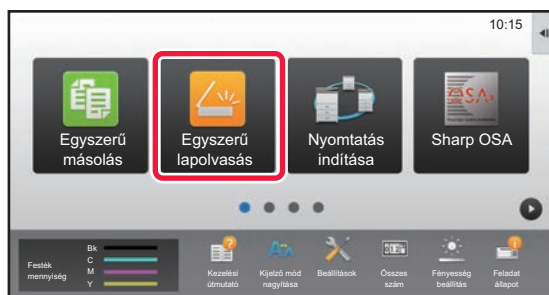 10:15
Egyszerű
másolás
Egyszerű
lapolvasás
Nyomtatás
indítása
OSA
Sharp OSA
Festék
mennyiség
Bk
C
M
Y
Kezelési
útmutató
Kijelző mód
nagyítása
Beállítások
Összes
szám
Fényesség
beállítás
Feladat
állapot